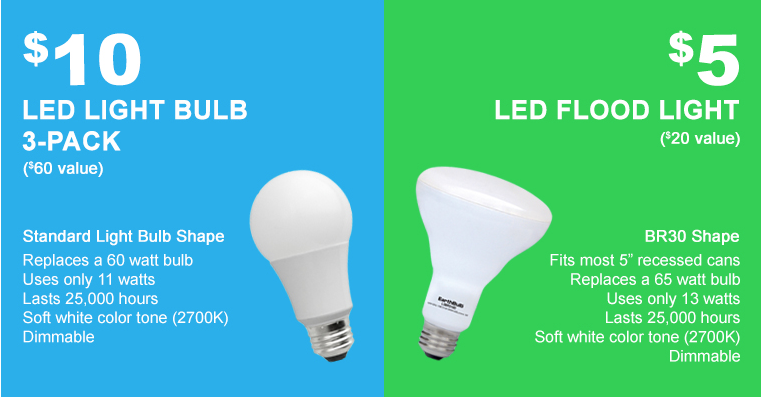 $10
LED LIGHT BULB
3-PACK
($60 value)
Standard Light Bulb Shape
Replaces a 60 watt bulb
Uses only 11 watts
Lasts 25,000 hours
Soft white color tone (2700K)
Dimmable
$5
LED FLOOD LIGHT
($20 value)
BR30 Shape
Fits most 5” recessed cans
Replaces a 65 watt bulb
Uses only 13 watts
Lasts 25,000 hours
Soft white color tone (2700K)
Dimmable
EarthBulb